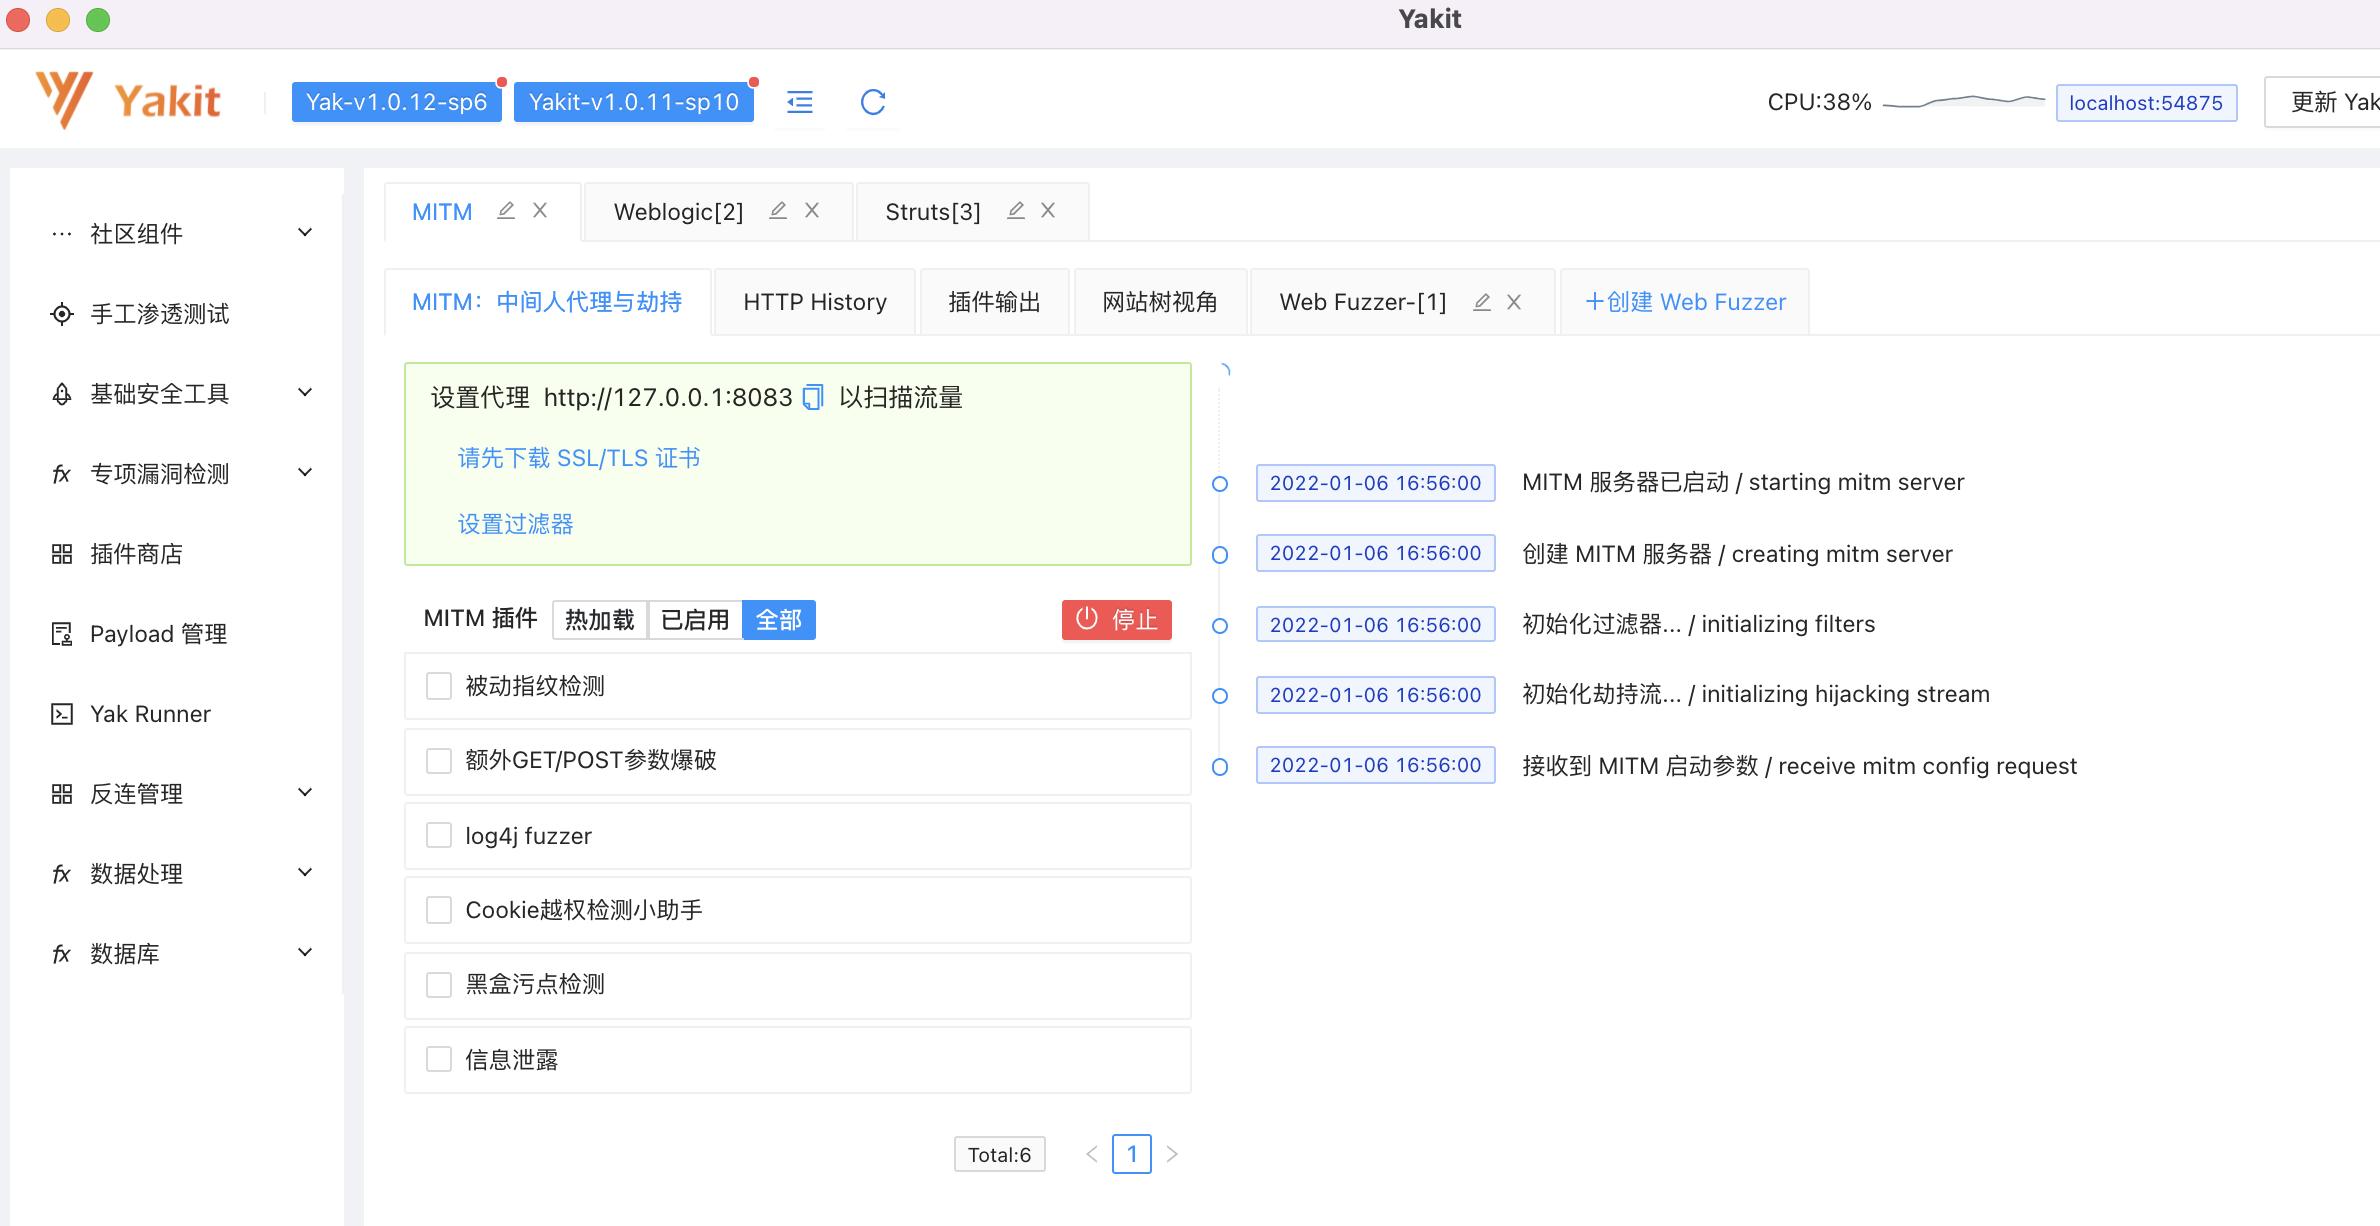 Yakit
Yakit
Yak-v1.0.12-sp6
Yakit-v1.0.11-sp10
CPU:38%
localhost:54875
更新 Yak
社区组件
手工渗透测试
基础安全工具
专项漏洞检测
插件商店
Payload 管理
Yak Runner
反连管理
数据处理
数据库
MITM
Weblogic[2]
Struts[3]
MITM：中间人代理与劫持
HTTP History
插件输出
网站树视角
Web Fuzzer-[1]
+创建 Web Fuzzer
设置代理 http://127.0.0.1:8083 以扫描流量
请先下载 SSL/TLS 证书
设置过滤器
MITM 插件 热加载 已启用 全部 停止
被动指纹检测
额外GET/POST参数爆破
log4j fuzzer
Cookie越权检测小助手
黑盒污点检测
信息泄露
Total:6
1
2022-01-06 16:56:00 MITM 服务器已启动 / starting mitm server
2022-01-06 16:56:00 创建 MITM 服务器 / creating mitm server
2022-01-06 16:56:00 初始化过滤器... / initializing filters
2022-01-06 16:56:00 初始化劫持流... / initializing hijacking stream
2022-01-06 16:56:00 接收到 MITM 启动参数 / receive mitm config request